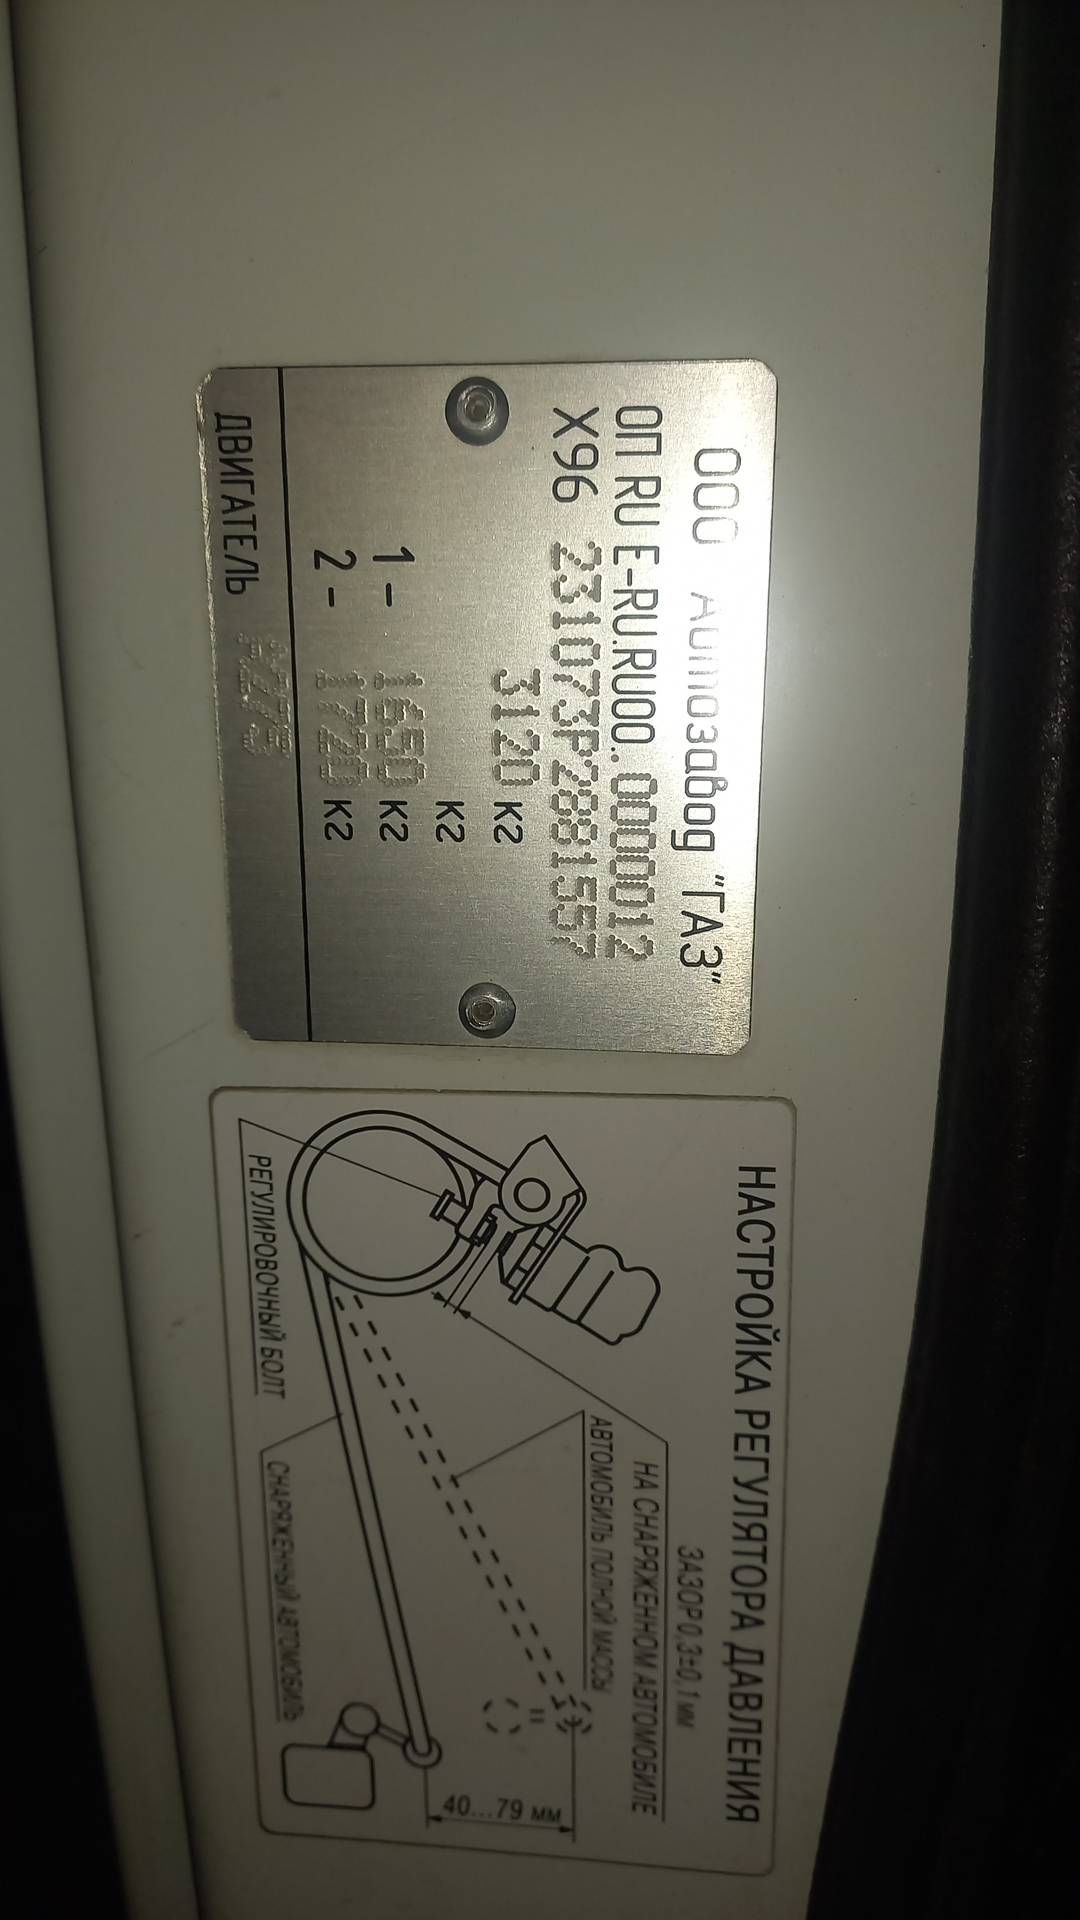 ООО Автозавод "ГАЗ"
ОП RU E-RU.RU00.000012
X96 231073P2881557
3120 кг
кг
1- 1650 кг
2- 1720 кг
ДВИГАТЕЛЬ
НАСТРОЙКА РЕГУЛЯТОРА ДАВЛЕНИЯ
ЗАЗОР 0,3±0,1 мм
НА СНАРЯЖЕННОМ АВТОМОБИЛЕ
АВТОМОБИЛЬ ПОЛНОЙ МАССЫ
РЕГУЛИРОВОЧНЫЙ БОЛТ
СНАРЯЖЕННЫЙ АВТОМОБИЛЬ
40...79 мм